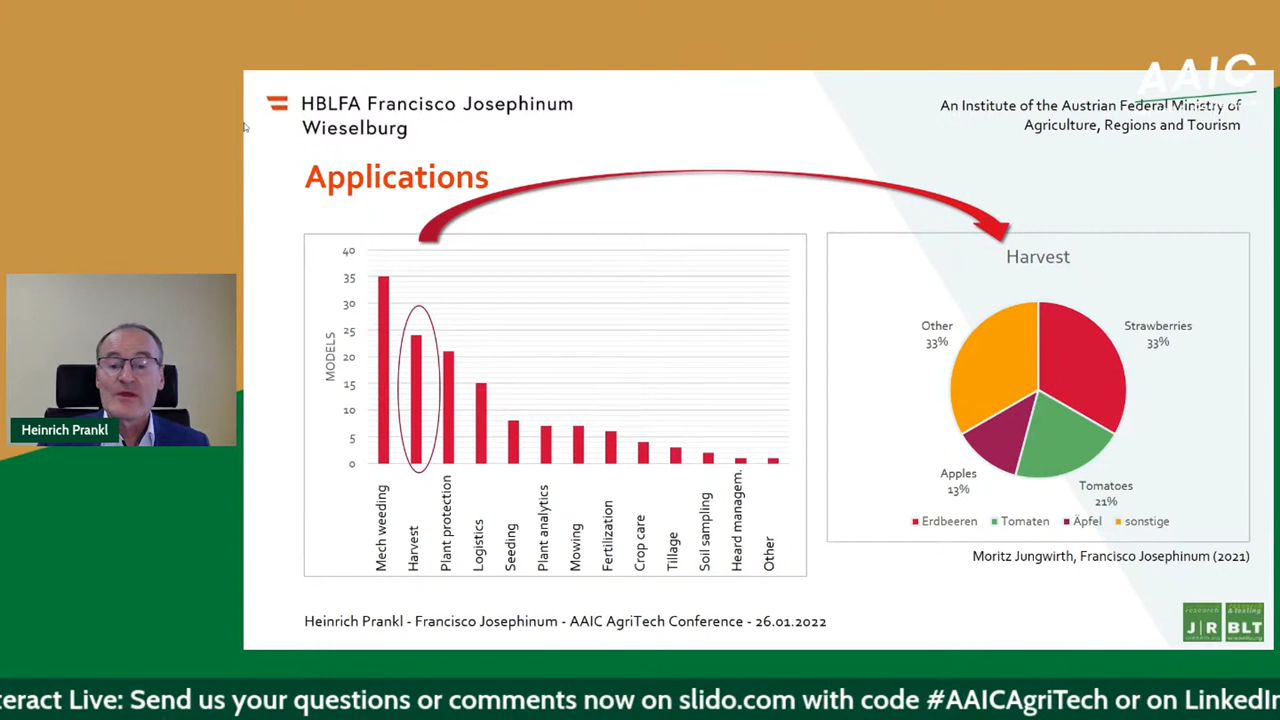 AAIC
HBLFA Francisco Josephinum
Wieselburg
An Institute of the Austrian Federal Ministry of
Agriculture, Regions and Tourism
Applications
40
35
30
25
20
15
10
5
0
MODELS
Mech weeding
Harvest
Plant protection
Logistics
Seeding
Plant analytics
Mowing
Fertilization
Crop care
Tillage
Soil sampling
Heard managem.
Other
Harvest
Other
33%
Strawberries
33%
Apples
13%
Tomatoes
21%
Erdbeeren Tomaten Äpfel sonstige
Moritz Jungwirth, Francisco Josephinum (2021)
Heinrich Prankl
Heinrich Prankl - Francisco Josephinum - AAIC AgriTech Conference - 26.01.2022
research
J|R
& testing
BLT
teract Live: Send us your questions or comments now on slido.com with code #AAICAgriTech or on LinkedIn